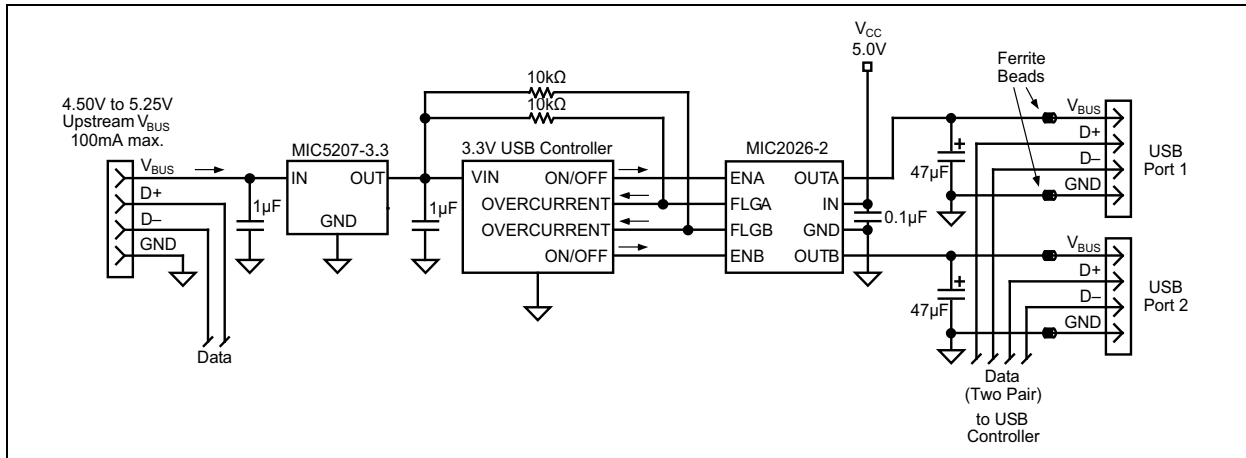 4.50V to 5.25V
Upstream VBUS
100mA max.
VBUS
D+
D–
GND
Data
1µF
MIC5207-3.3
IN
OUT
GND
1µF
10kΩ
10kΩ
3.3V USB Controller
VIN
ON/OFF
OVERCURRENT
OVERCURRENT
ON/OFF
MIC2026-2
ENA
OUTA
FLGA
IN
FLGB
GND
ENB
OUTB
VCC
5.0V
0.1µF
Ferrite
Beads
47µF
+
VBUS
D+
D–
GND
USB
Port 1
47µF
+
VBUS
D+
D–
GND
USB
Port 2
Data
(Two Pair)
to USB
Controller